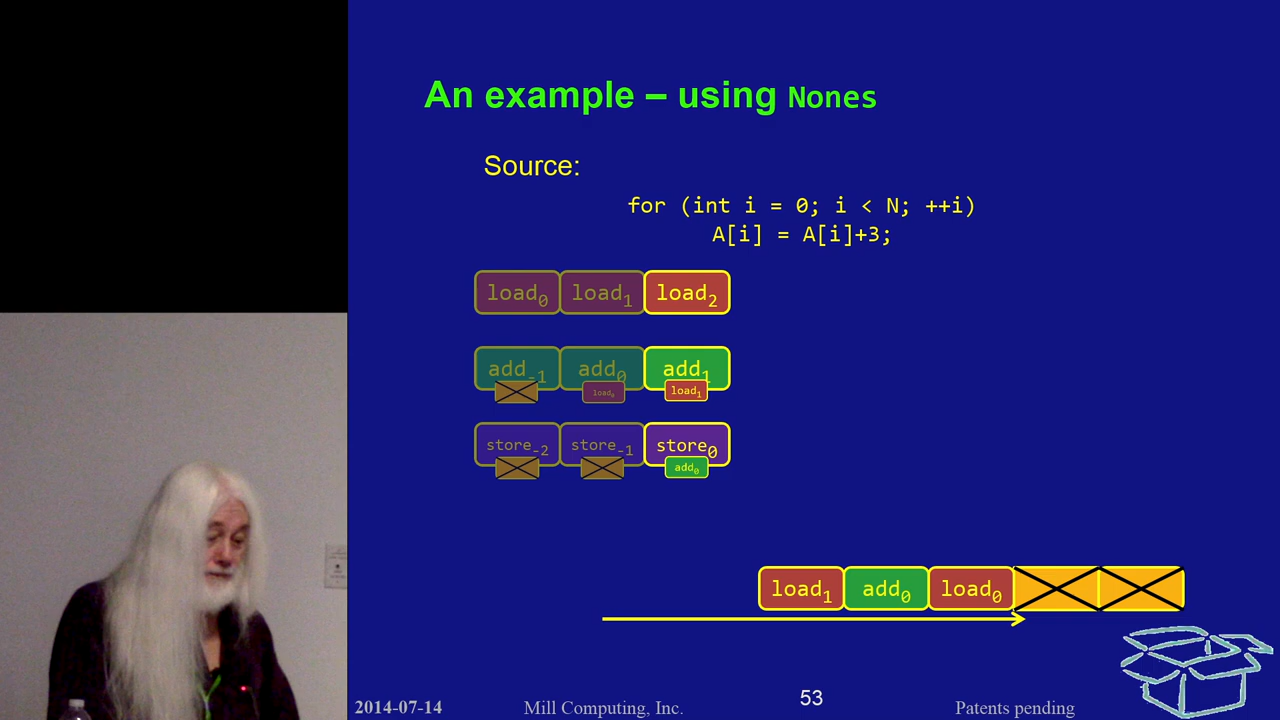 An example – using Nones
Source:
for (int i = 0; i < N; ++i)
A[i] = A[i]+3;
load0 load1 load2
add-1 add0 add1
load0 load1
store-2 store-1 store0
add0
load1 add0 load0
2014-07-14 Mill Computing, Inc. 53 Patents pending